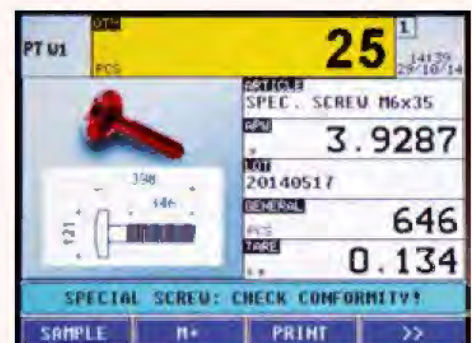 PT W1
QTY
PCS
25
1
14:39
29/10/14
ARTICLE
SPEC. SCREW M6x35
APW
3.9287
LOT
20140517
GENERAL
PCS
646
TARE
0.134
SPECIAL SCREW: CHECK CONFORMITY!
SAMPLE
M+
PRINT
>>